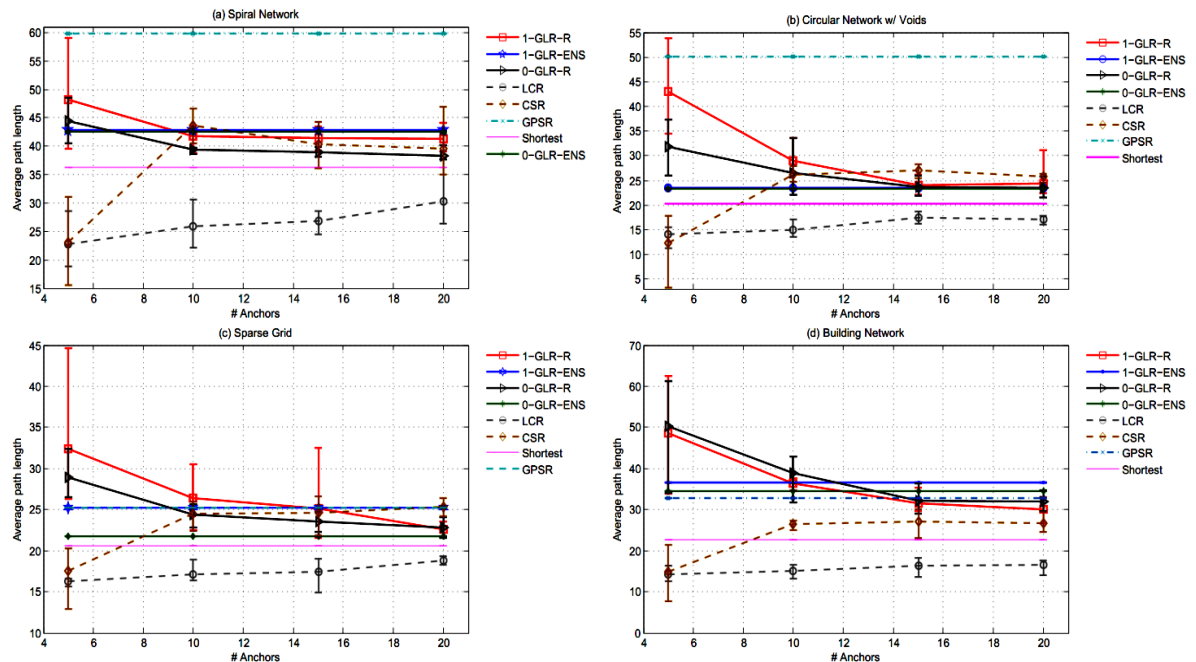 (a) Spiral Network
60
55
50
45
40
35
30
25
20
15
4
6
8
10
12
14
16
18
20
Average path length
# Anchors
1-GLR-R
1-GLR-ENS
0-GLR-R
LCR
CSR
GPSR
Shortest
0-GLR-ENS
(b) Circular Network w/ Voids
55
50
45
40
35
30
25
20
15
10
5
4
6
8
10
12
14
16
18
20
Average path length
# Anchors
1-GLR-R
1-GLR-ENS
0-GLR-R
0-GLR-ENS
LCR
CSR
GPSR
Shortest
(c) Sparse Grid
45
40
35
30
25
20
15
10
4
6
8
10
12
14
16
18
20
Average path length
# Anchors
1-GLR-R
1-GLR-ENS
0-GLR-R
0-GLR-ENS
LCR
CSR
Shortest
GPSR
(d) Building Network
70
60
50
40
30
20
10
0
4
6
8
10
12
14
16
18
20
Average path length
# Anchors
1-GLR-R
1-GLR-ENS
0-GLR-R
0-GLR-ENS
LCR
CSR
GPSR
Shortest